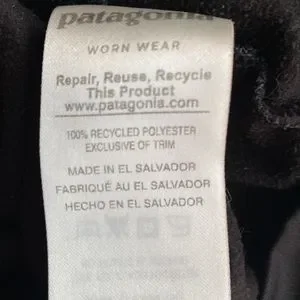 patagonia
WORN WEAR
Repair, Reuse, Recycle
This Product
www.patagonia.com
100% RECYCLED POLYESTER
EXCLUSIVE OF TRIM
MADE IN EL SALVADOR
FABRIQUÉ AU EL SALVADOR
HECHO EN EL SALVADOR